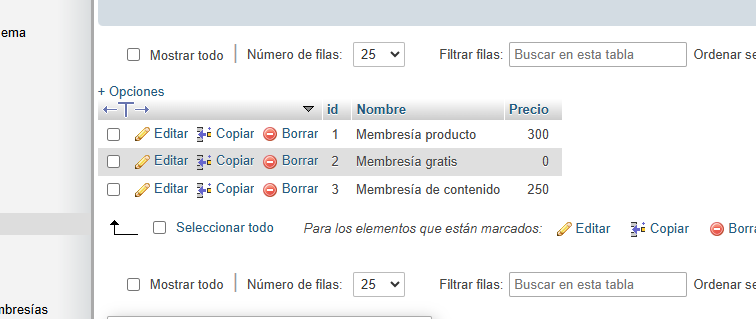 ema
Mostrar todo Número de filas: 25 Filtrar filas: Buscar en esta tabla Ordenar se
+ Opciones
←T→ id Nombre Precio
Editar Copiar Borrar 1 Membresía producto 300
Editar Copiar Borrar 2 Membresía gratis 0
Editar Copiar Borrar 3 Membresía de contenido 250
Seleccionar todo Para los elementos que están marcados: Editar Copiar Borra
Mostrar todo Número de filas: 25 Filtrar filas: Buscar en esta tabla Ordenar se
mbresías